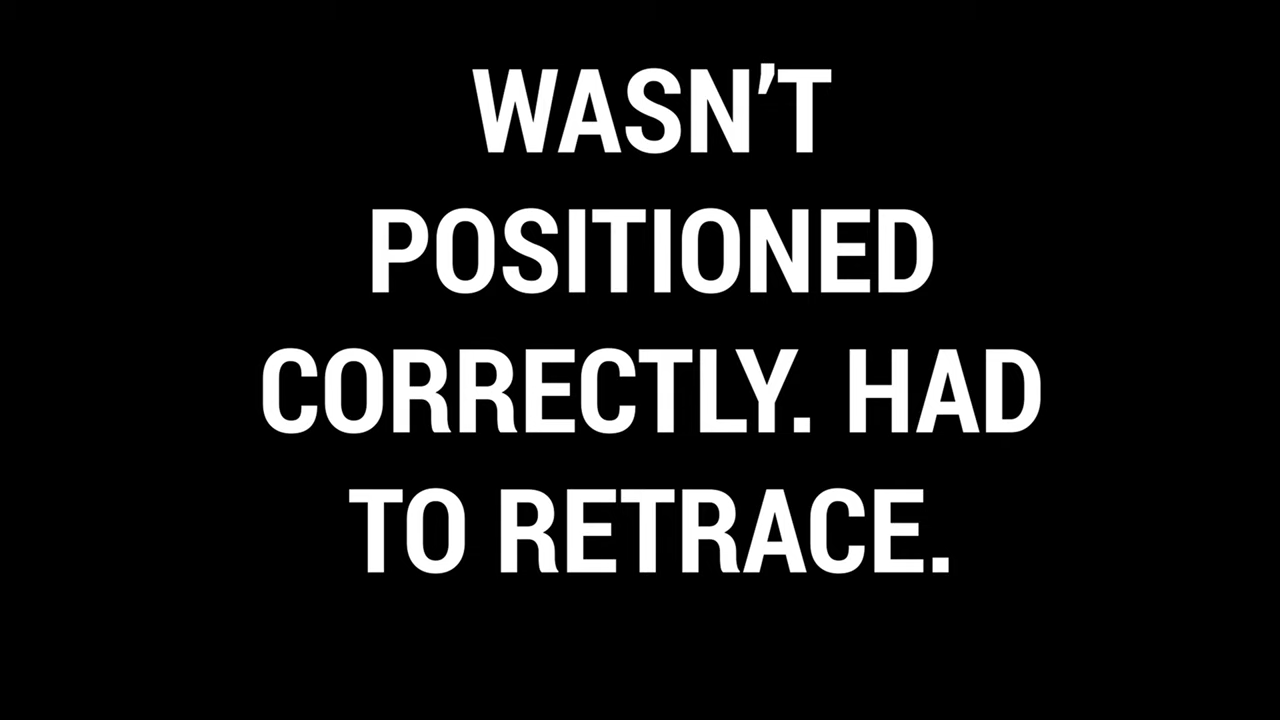 WASN’T
POSITIONED
CORRECTLY. HAD
TO RETRACE.